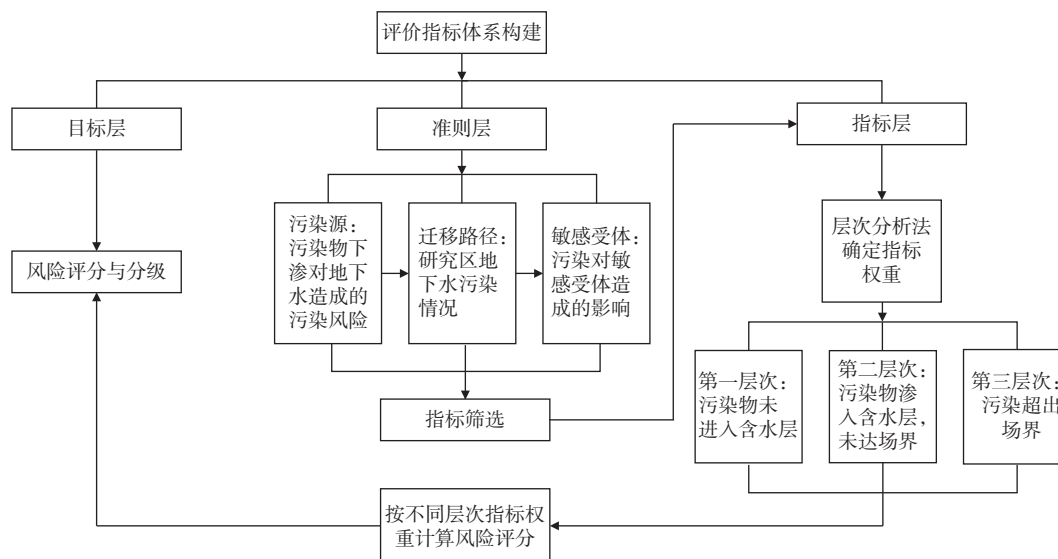 评价指标体系构建
目标层
准则层
指标层
污染源：
污染物下
渗对地下
水造成的
污染风险
迁移路径：
研究区地
下水污染
情况
敏感受体：
污染对敏
感受体造
成的影响
层次分析法
确定指标
权重
风险评分与分级
第一层次：
污染物未
进入含水层
第二层次：
污染物渗
入含水层，
未达场界
第三层次：
污染超出
场界
指标筛选
按不同层次指标权
重计算风险评分